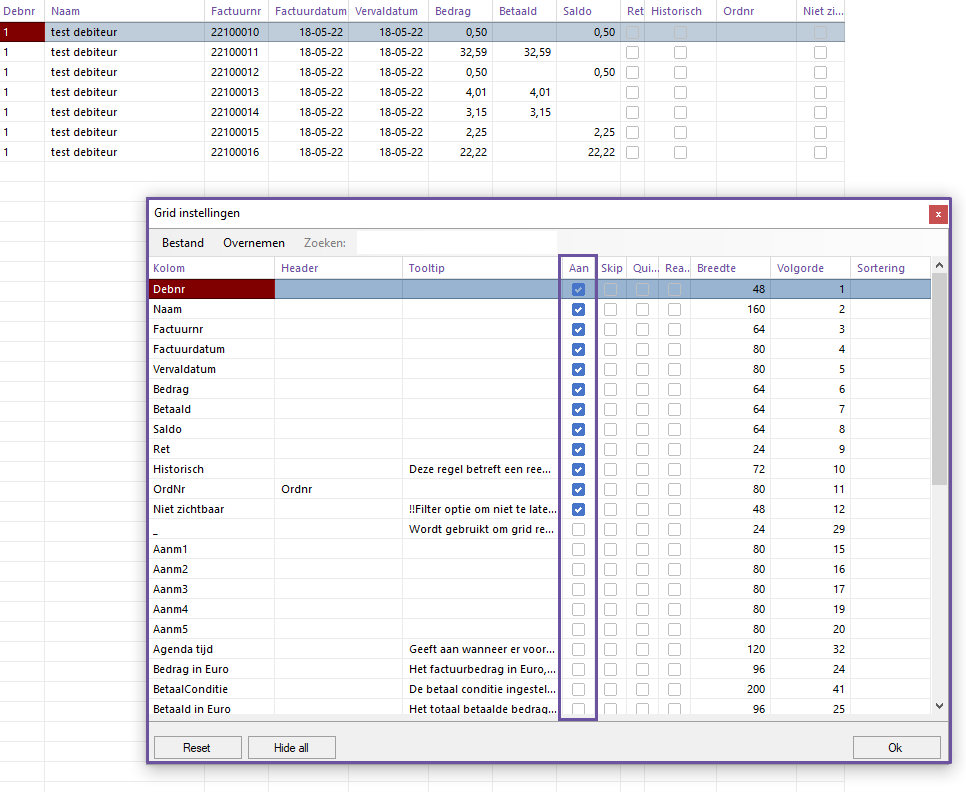 Debnr Naam Factuurnr Factuurdatum Vervaldatum Bedrag Betaald Saldo Ret Historisch Ordnr Niet zi...
1 test debiteur 22100010 18-05-22 18-05-22 0,50 0,50
1 test debiteur 22100011 18-05-22 18-05-22 32,59 32,59
1 test debiteur 22100012 18-05-22 18-05-22 0,50 0,50
1 test debiteur 22100013 18-05-22 18-05-22 4,01 4,01
1 test debiteur 22100014 18-05-22 18-05-22 3,15 3,15
1 test debiteur 22100015 18-05-22 18-05-22 2,25 2,25
1 test debiteur 22100016 18-05-22 18-05-22 22,22 22,22
Grid instellingen x
Bestand Overnemen Zoeken:
Kolom Header Tooltip Aan Skip Qui... Rea.. Breedte Volgorde Sortering
Debnr 48 1
Naam 160 2
Factuurnr 64 3
Factuurdatum 80 4
Vervaldatum 80 5
Bedrag 64 6
Betaald 64 7
Saldo 64 8
Ret 24 9
Historisch Deze regel betreft een ree... 72 10
OrdNr Ordnr 80 11
Niet zichtbaar !!Filter optie om niet te late... 48 12
_ Wordt gebruikt om grid re... 24 29
Aanm1 80 15
Aanm2 80 16
Aanm3 80 17
Aanm4 80 19
Aanm5 80 20
Agenda tijd Geeft aan wanneer er voor... 120 32
Bedrag in Euro Het factuurbedrag in Euro,... 96 24
BetaalConditie De betaal conditie ingestel... 200 41
Betaald in Euro Het totaal betaalde bedrag... 96 25
Reset Hide all Ok